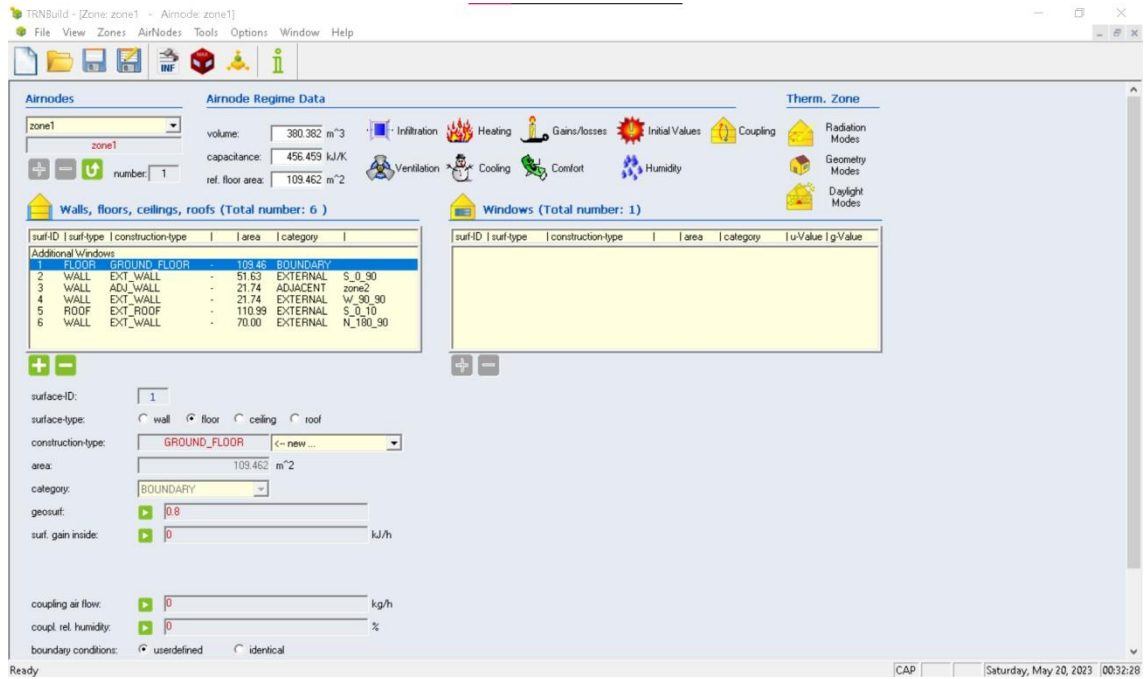 TRNBuild - [Zone: zone1 - Airnode: zone1]
File View Zones AirNodes Tools Options Window Help
INF
Airnodes
Airnode Regime Data
Therm. Zone
zone1
zone1
number: 1
volume: 380.382 m^3
capacitance: 456.459 kJ/K
ref. floor area: 109.462 m^2
Infiltration Heating Gains/losses Initial Values Coupling
Ventilation Cooling Comfort Humidity
Radiation Modes
Geometry Modes
Daylight Modes
Walls, floors, ceilings, roofs (Total number: 6 )
Windows (Total number: 1)
| surf-ID | surf-type | construction-type | | area | category |
Additional Windows
1 FLOOR GROUND_FLOOR - 109.46 BOUNDARY
2 WALL EXT_WALL - 51.63 EXTERNAL S_0_90
3 WALL ADJ_WALL - 21.74 ADJACENT zone2
4 WALL EXT_WALL - 21.74 EXTERNAL W_90_90
5 ROOF EXT_ROOF - 110.99 EXTERNAL S_0_10
6 WALL EXT_WALL - 70.00 EXTERNAL N_180_90
| surf-ID | surf-type | construction-type | | area | category | u-Value | g-Value
surface-ID: 1
surface-type: wall floor ceiling roof
construction-type: GROUND_FLOOR <-- new ...
area: 109.462 m^2
category: BOUNDARY
geosurf: 0.8
surf. gain inside: 0 kJ/h
coupling air flow: 0 kg/h
coupl. rel. humidity: 0 %
boundary conditions: userdefined identical
Ready
CAP
Saturday, May 20, 2023 00:32:28